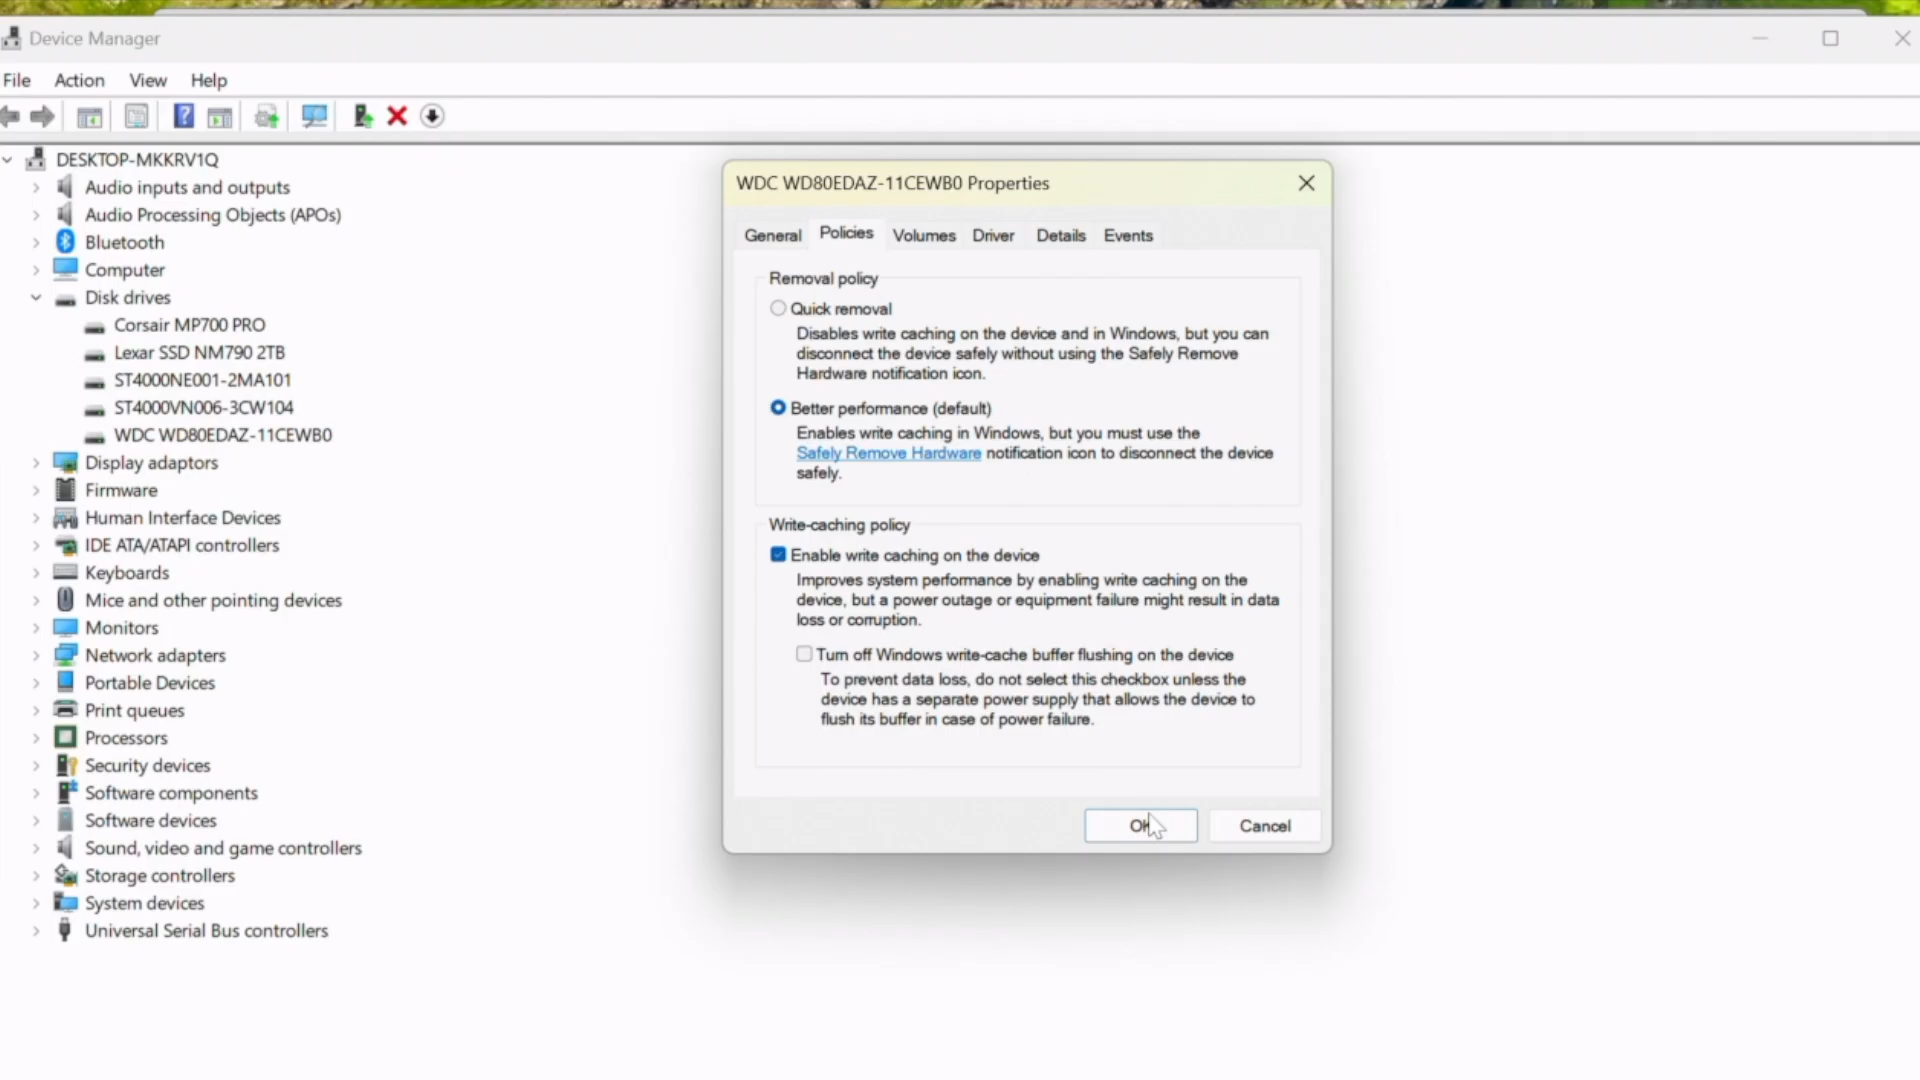 Device Manager
File Action View Help
DESKTOP-MKKRV1Q
Audio inputs and outputs
Audio Processing Objects (APOs)
Bluetooth
Computer
Disk drives
Corsair MP700 PRO
Lexar SSD NM790 2TB
ST4000NE001-2MA101
ST4000VN006-3CW104
WDC WD80EDAZ-11CEWB0
Display adaptors
Firmware
Human Interface Devices
IDE ATA/ATAPI controllers
Keyboards
Mice and other pointing devices
Monitors
Network adapters
Portable Devices
Print queues
Processors
Security devices
Software components
Software devices
Sound, video and game controllers
Storage controllers
System devices
Universal Serial Bus controllers
WDC WD80EDAZ-11CEWB0 Properties
General Policies Volumes Driver Details Events
Removal policy
Quick removal
Disables write caching on the device and in Windows, but you can
disconnect the device safely without using the Safely Remove
Hardware notification icon.
Better performance (default)
Enables write caching in Windows, but you must use the
Safely Remove Hardware notification icon to disconnect the device
safely.
Write-caching policy
Enable write caching on the device
Improves system performance by enabling write caching on the
device, but a power outage or equipment failure might result in data
loss or corruption.
Turn off Windows write-cache buffer flushing on the device
To prevent data loss, do not select this checkbox unless the
device has a separate power supply that allows the device to
flush its buffer in case of power failure.
OK Cancel